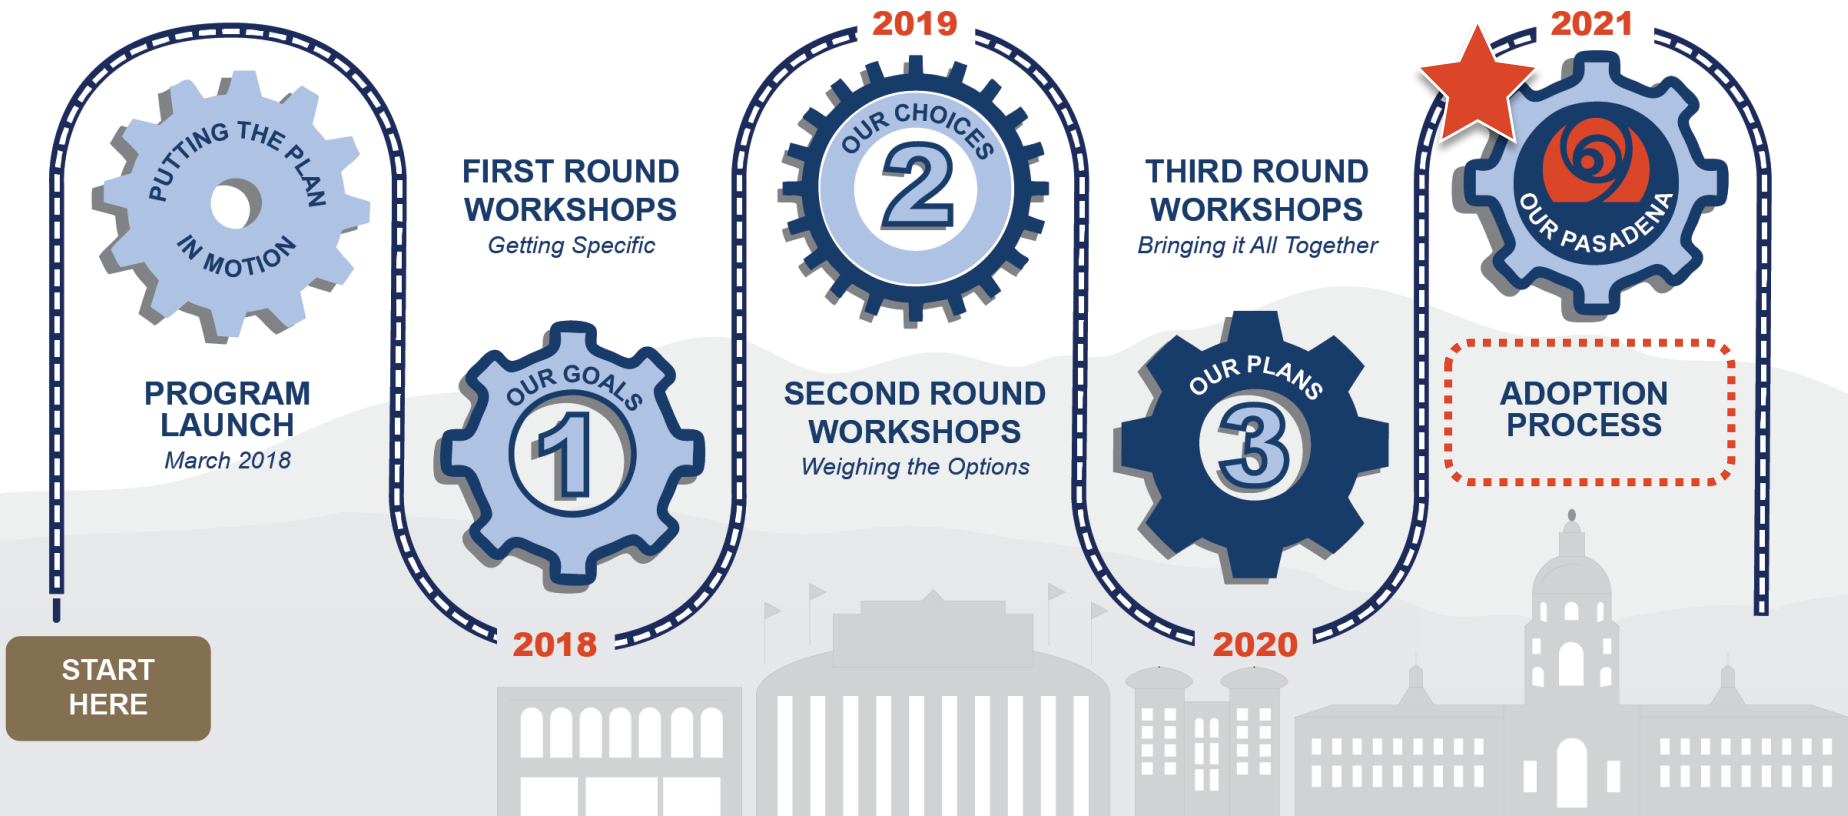 START
HERE
PUTTING THE PLAN
IN MOTION
PROGRAM
LAUNCH
March 2018
FIRST ROUND
WORKSHOPS
Getting Specific
OUR GOALS
1
2018
2019
OUR CHOICES
2
SECOND ROUND
WORKSHOPS
Weighing the Options
THIRD ROUND
WORKSHOPS
Bringing it All Together
OUR PLANS
3
2020
2021
OUR PASADENA
ADOPTION
PROCESS